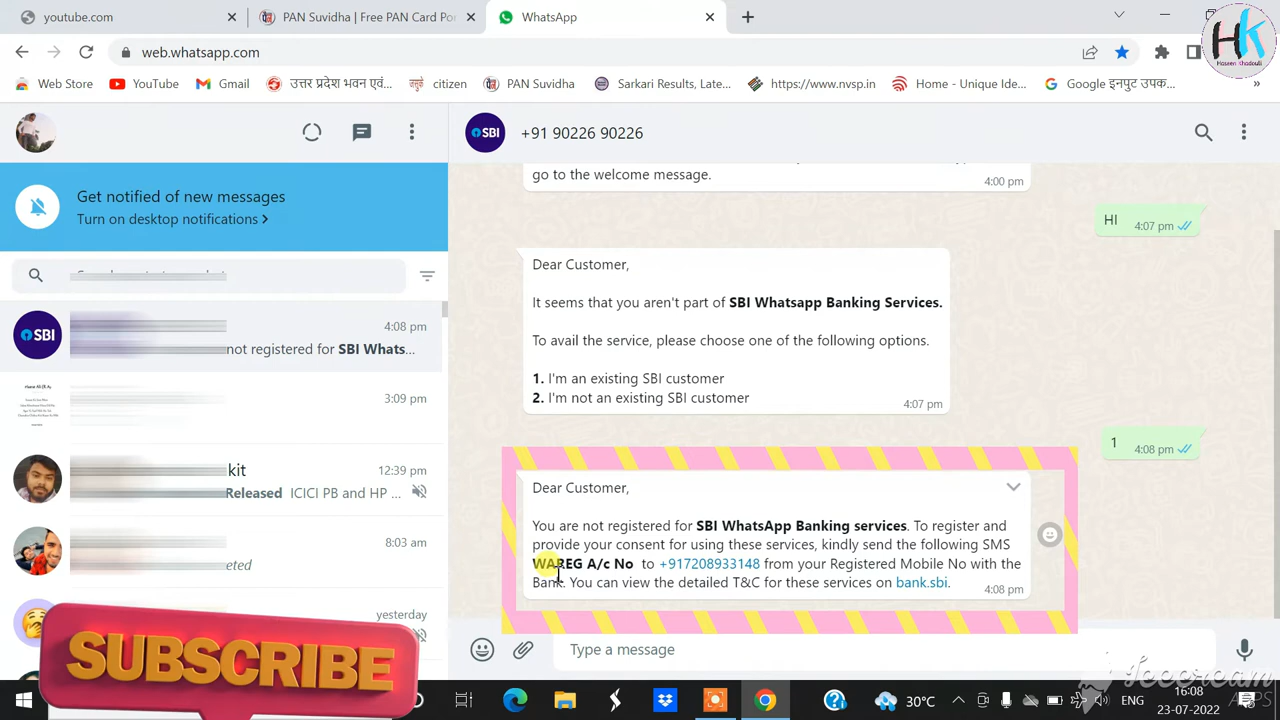 youtube.com
PAN Suvidha | Free PAN Card Po
WhatsApp
web.whatsapp.com
HK
Haseen Khadouli
Web Store
YouTube
Gmail
उत्तर प्रदेश भवन एवं...
citizen
PAN Suvidha
Sarkari Results, Late...
https://www.nvsp.in
Home - Unique Ide...
Google इनपुट उपक...
»
SBI
+91 90226 90226
Get notified of new messages
Turn on desktop notifications >
go to the welcome message.
4:00 pm
HI
4:07 pm
Dear Customer,
It seems that you aren't part of SBI Whatsapp Banking Services.
To avail the service, please choose one of the following options.
1. I'm an existing SBI customer
2. I'm not an existing SBI customer
4:07 pm
SBI
4:08 pm
not registered for SBI Whats...
3:09 pm
kit
12:39 pm
Released ICICI PB and HP ...
8:03 am
eted
yesterday
1
4:08 pm
Dear Customer,
You are not registered for SBI WhatsApp Banking services. To register and
provide your consent for using these services, kindly send the following SMS
WAREG A/c No to +917208933148 from your Registered Mobile No with the
Bank. You can view the detailed T&C for these services on bank.sbi.
4:08 pm
SUBSCRIBE
Type a message
30°C
ENG
16:08
23-07-2022
APPS